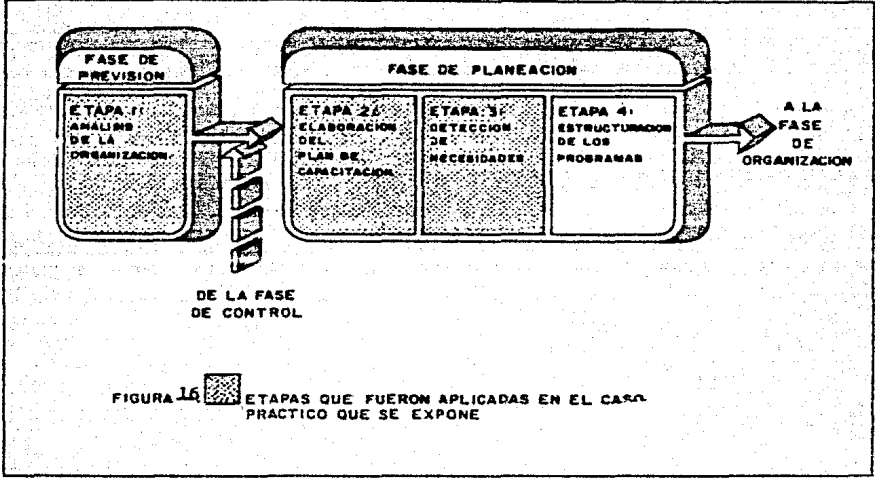 FASE DE
PREVISION
ETAPA 1:
ANALISIS
DE LA
ORGANIZACION
FASE DE PLANEACION
ETAPA 2:
ELABORACION
DEL
PLAN DE
CAPACITACION
ETAPA 3:
DETECCION
DE
NECESIDADES
ETAPA 4:
ESTRUCTURACION
DE LOS
PROGRAMAS
A LA
FASE
DE
ORGANIZACION
DE LA FASE
DE CONTROL
FIGURA 16 ETAPAS QUE FUERON APLICADAS EN EL CASO
PRACTICO QUE SE EXPONE